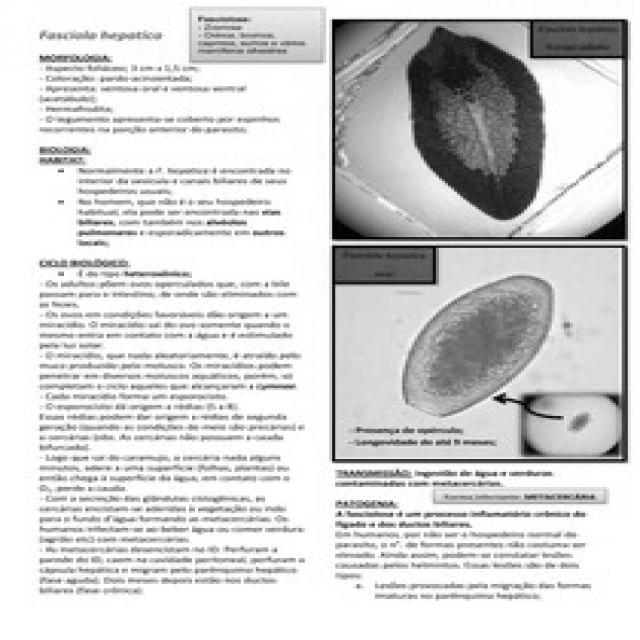 Fasciola hepatica
Fasciolose:
- Zoonose
- Ovinos, bovinos,
caprinos, suínos e vários
mamíferos silvestres
MORFOLOGIA:
- Aspecto foliáceo; 3 cm a 1,5 cm;
- Coloração: pardo-acinzentada;
- Apresenta: ventosa oral e ventosa ventral
(acetábulo);
- Hermafrodita;
- O tegumento apresenta-se coberto por espinhos
recorrentes na porção anterior do parasito;
BIOLOGIA:
HABITAT:
• Normalmente a F. hepatica é encontrada no
interior da vesícula e canais biliares de seus
hospedeiros usuais;
• No homem, que não é o seu hospedeiro
habitual, ela pode ser encontrada nas vias
biliares, com também nos alvéolos
pulmonares e esporadicamente em outros
locais;
CICLO BIOLÓGICO:
• É do tipo heteroxênico;
- Os adultos põem ovos operculados que, com a bile
passam para o intestino, de onde são eliminados com
as fezes.
- Os ovos em condições favoráveis dão origem a um
miracídio. O miracídio sai do ovo somente quando o
mesmo entra em contato com a água e é estimulado
pela luz solar.
- O miracídio, que nada aleatoriamente, é atraído pelo
muco produzido pelo molusco. Os miracídios podem
penetrar em diversos moluscos aquáticos, porém, só
completam o ciclo aqueles que alcançaram a
- Cada miracídio forma um esporocisto.
- O esporocisto dá origem a rédias (5 a 8).
Essas rédias podem dar origem a rédias de segunda
geração (quando as condições do meio são precárias) e
a cercárias (obs: As cercárias não possuem a cauda
bifurcada).
- Logo que sai do caramujo, a cercária nada alguns
minutos, adere a uma superfície (folhas, plantas) ou
então chega à superfície da água, em contato com o
O₂, perde a cauda.
- Com a secreção das glândulas cistogênicas, as
cercárias encistam-se aderidas à vegetação ou indo
para o fundo d'água formando as metacercárias. Os
humanos infectam-se ao beber água ou comer verdura
(agrião etc) com metacercárias.
- As metacercárias desencistam no ID. Perfuram a
parede do ID, caem na cavidade peritoneal, perfuram a
cápsula hepática e migram pelo parênquima hepático
(fase aguda). Dois meses depois estão nos ductos
biliares (fase crônica);
Fasciola hepatica
- Presença de opérculo;
- Longevidade de até 9 meses;
TRANSMISSÃO: Ingestão de água e verduras
contaminadas com metacercárias.
Forma infectante: METACERCÁRIA
PATOGENIA:
A fasciolose é um processo inflamatório crônico do
fígado e dos ductos biliares.
Em humanos, por não ser o hospedeiro normal do
parasito, o nº. de formas presentes não costuma ser
elevado. Ainda assim, podem-se constatar lesões
causadas pelos helmintos. Essas lesões são de dois
tipos:
a. Lesões provocadas pela migração das formas
imaturas no parênquima hepático;